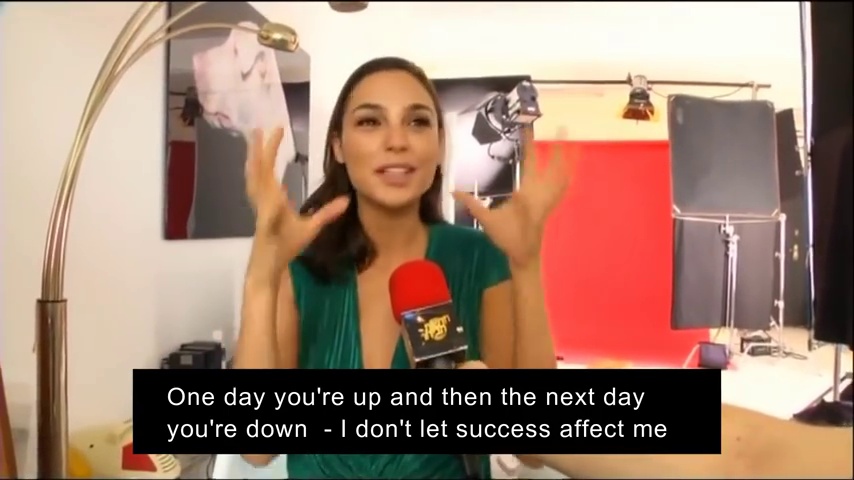 One day you're up and then the next day
you're down - I don't let success affect me